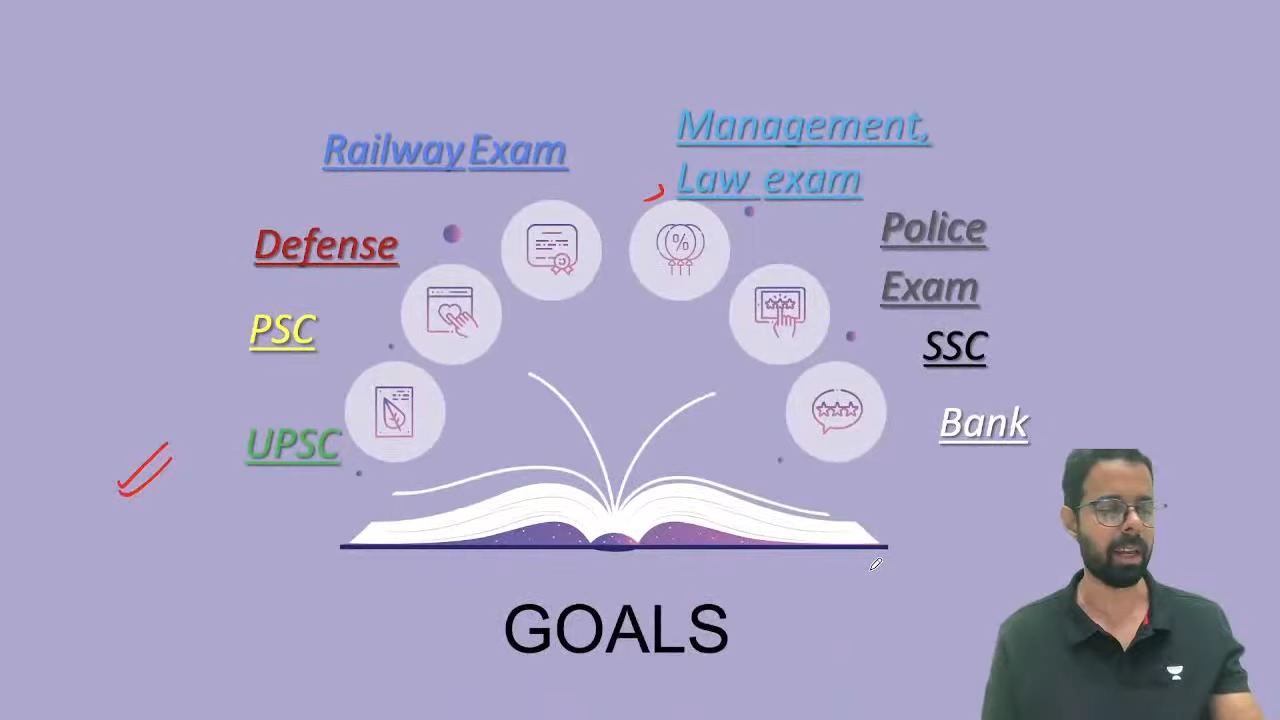 Railway Exam
Management,
Law exam
Defense
Police
Exam
PSC
SSC
UPSC
Bank
%
GOALS